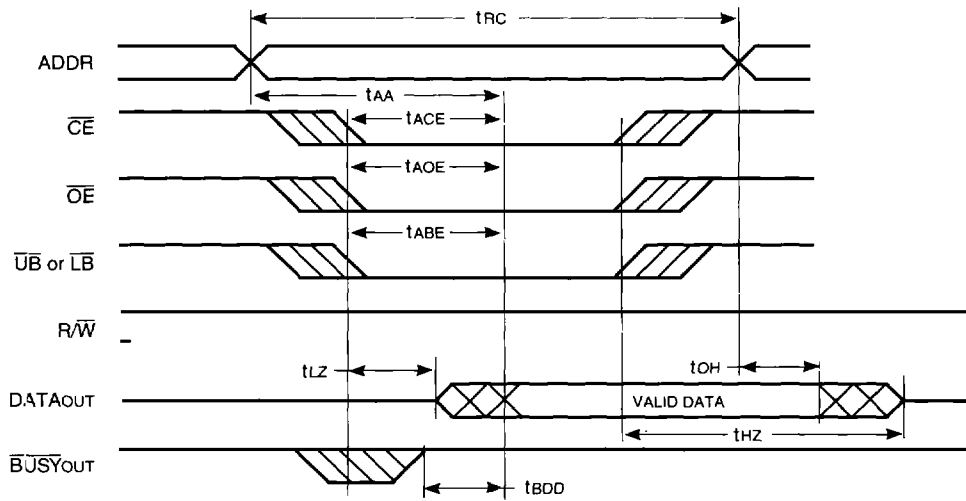 tRC
ADDR
tAA
CE
tACE
tAOE
OE
tABE
UB or LB
R/W
tLZ
tOH
DATAOUT
VALID DATA
tHZ
BUSYOUT
tBDD